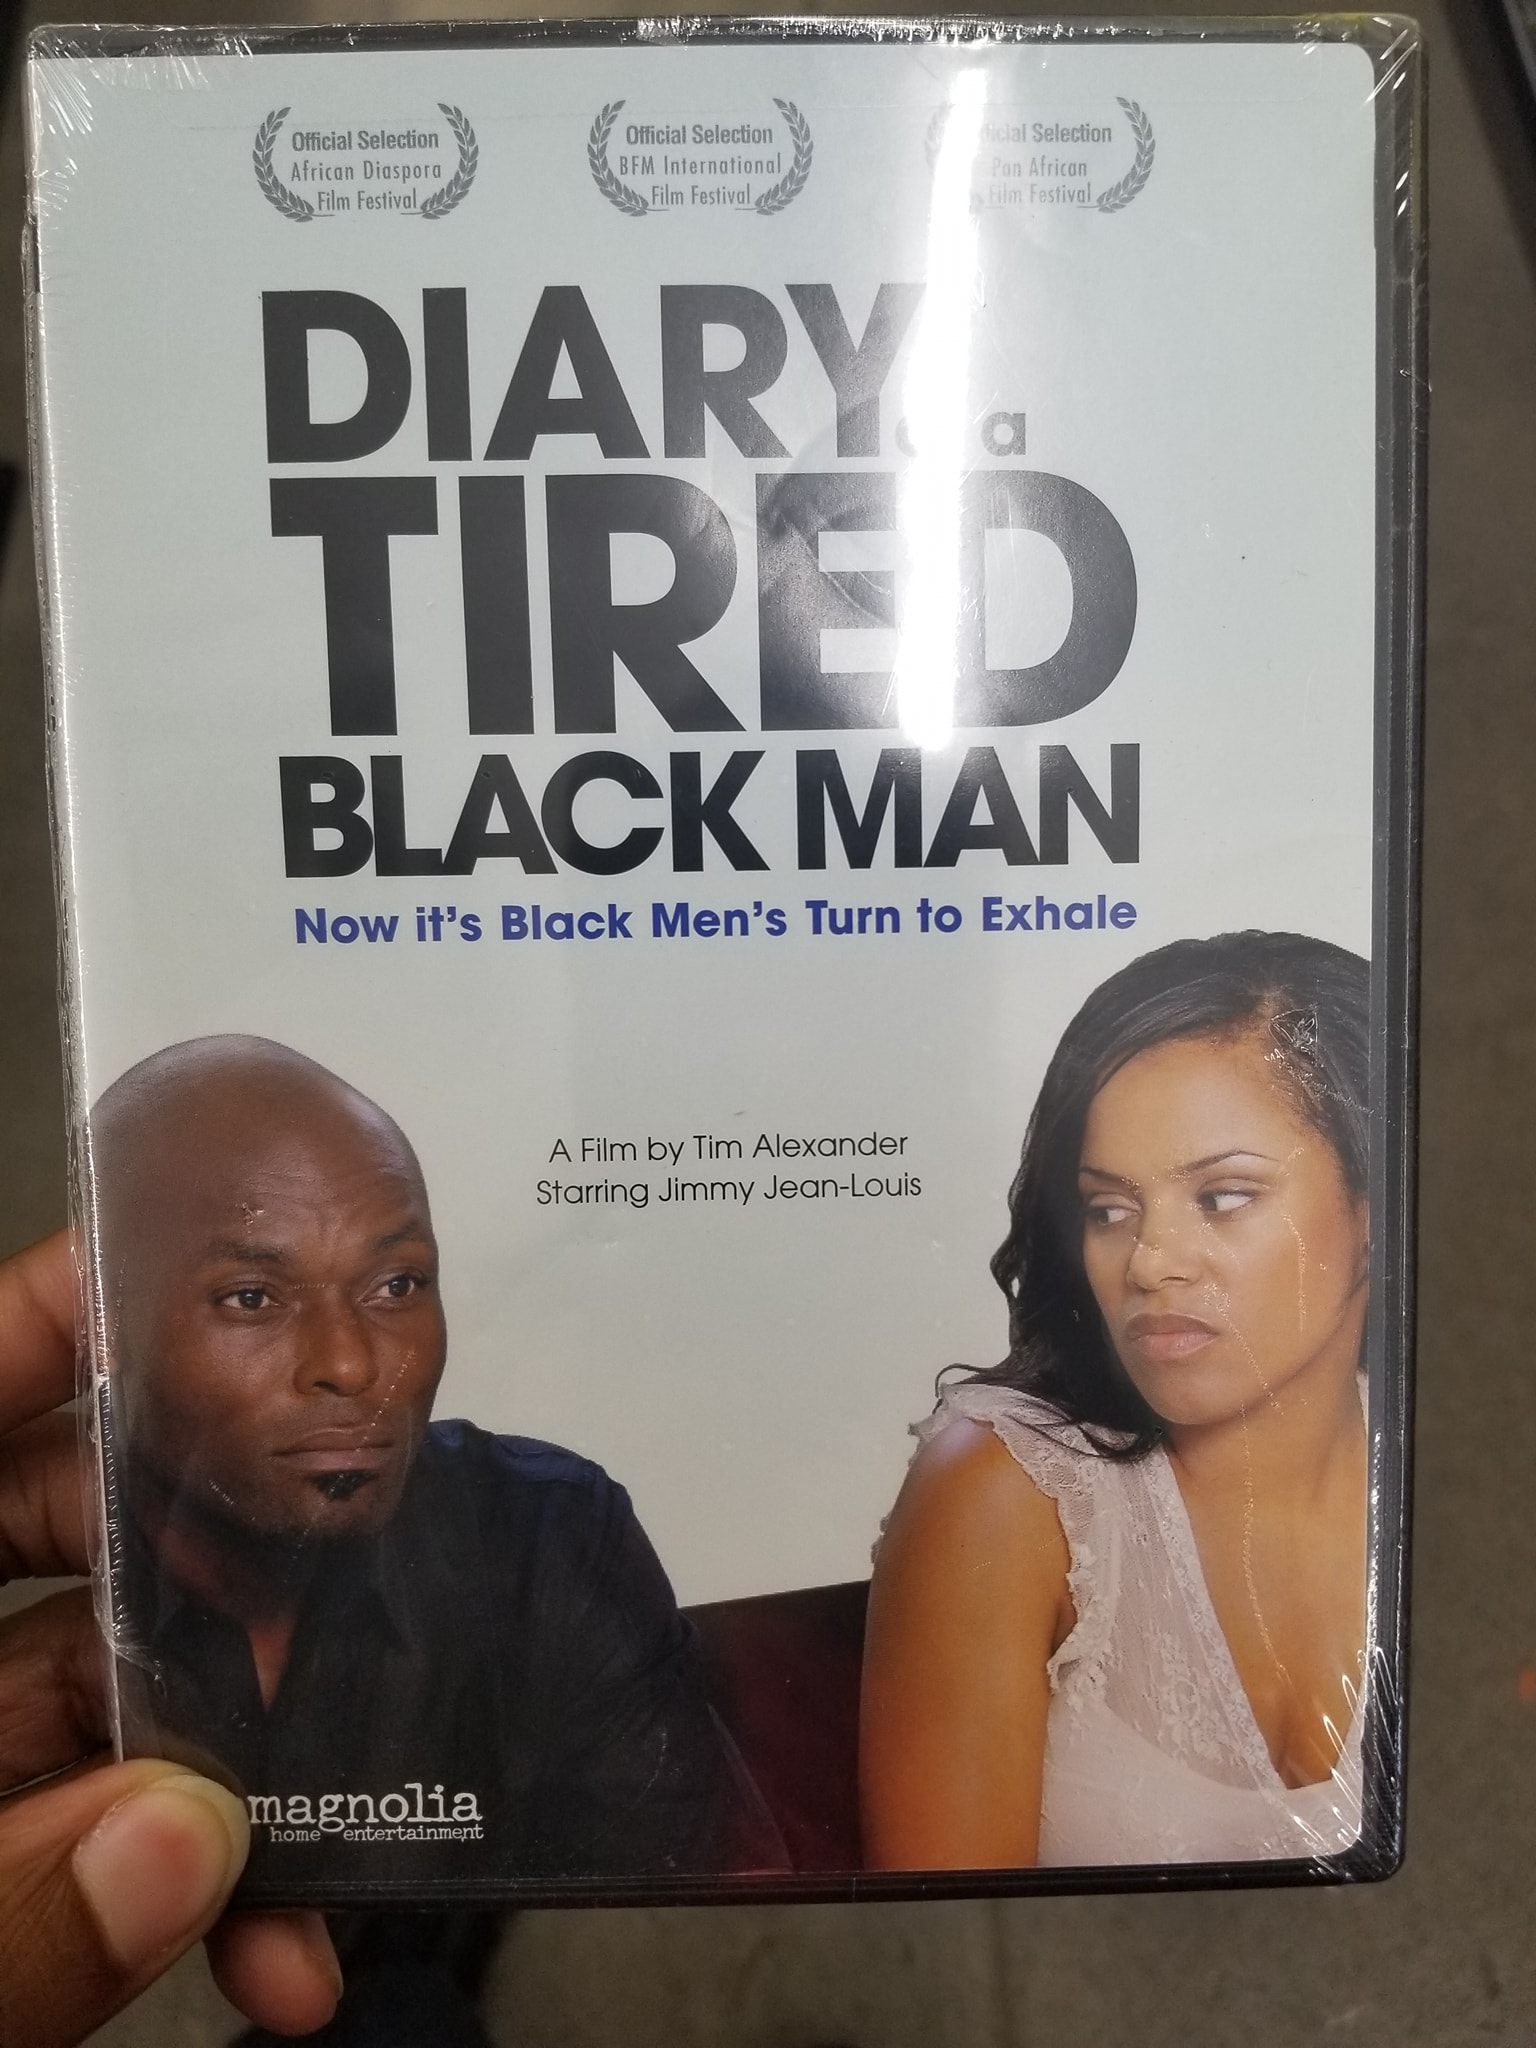 Official Selection
African Diaspora
Film Festival
Official Selection
BFM International
Film Festival
Selection
Pan African
Film Festival
DIARY a
TIRED
BLACK MAN
Now it's Black Men's Turn to Exhale
A Film by Tim Alexander
Starring Jimmy Jean-Louis
magnolia
home entertainment